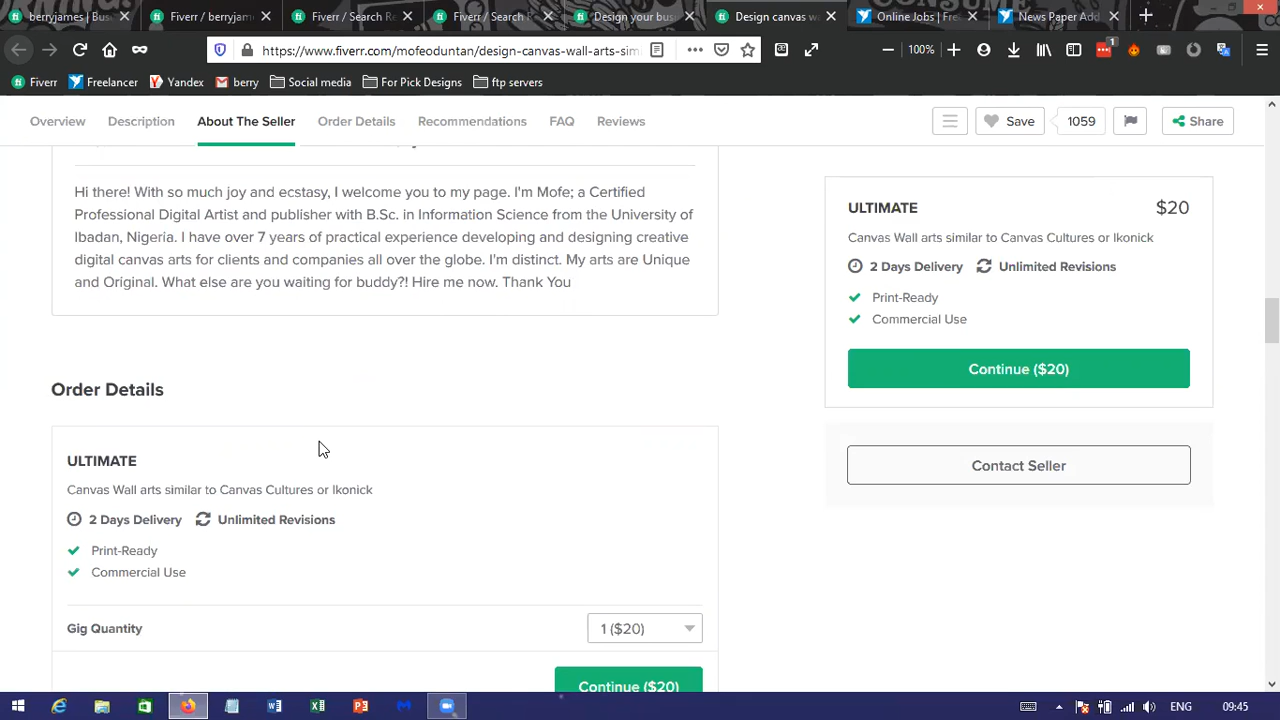 berryjames | Busin
Fiverr / berryjame
Fiverr / Search Re
Fiverr / Search R
Design your busi
Design canvas w
Online Jobs | Free
News Paper Add
https://www.fiverr.com/mofeoduntan/design-canvas-wall-arts-sim
100%
1
Fiverr
Freelancer
Yandex
berry
Social media
For Pick Designs
ftp servers
Overview
Description
About The Seller
Order Details
Recommendations
FAQ
Reviews
Save
1059
Share
Hi there! With so much joy and ecstasy, I welcome you to my page. I'm Mofe; a Certified
Professional Digital Artist and publisher with B.Sc. in Information Science from the University of
Ibadan, Nigeria. I have over 7 years of practical experience developing and designing creative
digital canvas arts for clients and companies all over the globe. I'm distinct. My arts are Unique
and Original. What else are you waiting for buddy?! Hire me now. Thank You
ULTIMATE $20
Canvas Wall arts similar to Canvas Cultures or Ikonick
2 Days Delivery Unlimited Revisions
Print-Ready
Commercial Use
Continue ($20)
Contact Seller
Order Details
ULTIMATE
Canvas Wall arts similar to Canvas Cultures or Ikonick
2 Days Delivery Unlimited Revisions
Print-Ready
Commercial Use
Gig Quantity 1 ($20)
Continue ($20)
ENG 09:45